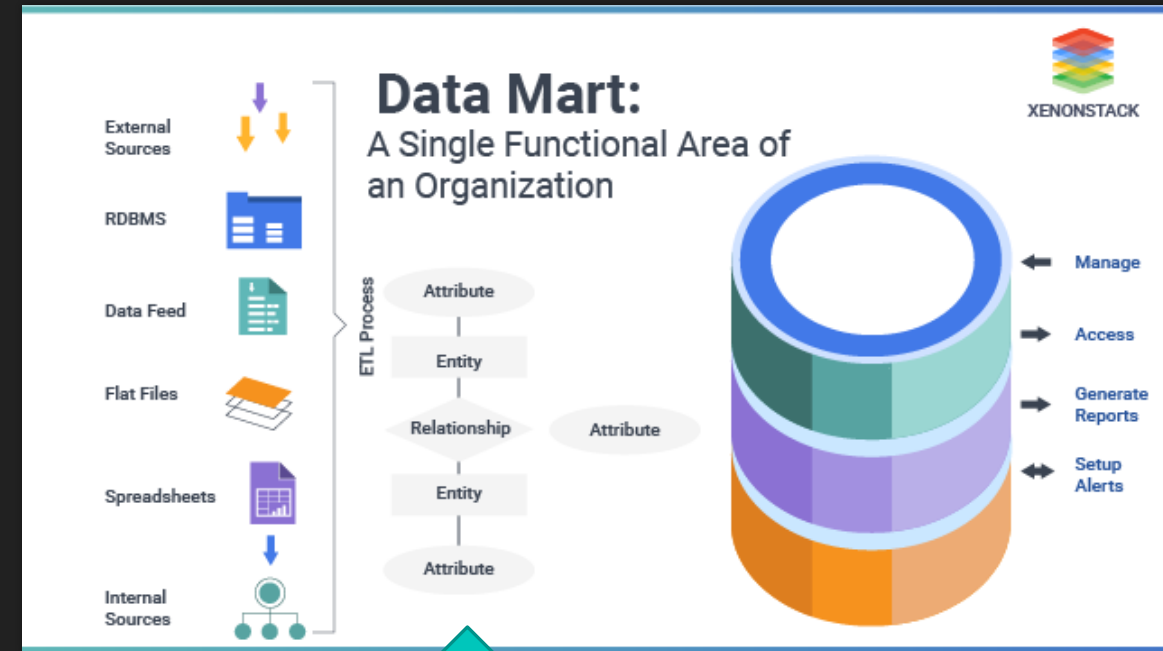 XENONSTACK
Data Mart:
A Single Functional Area of
an Organization
External
Sources
RDBMS
Data Feed
Flat Files
Spreadsheets
Internal
Sources
ETL Process
Attribute
Entity
Relationship
Attribute
Entity
Attribute
Manage
Access
Generate
Reports
Setup
Alerts